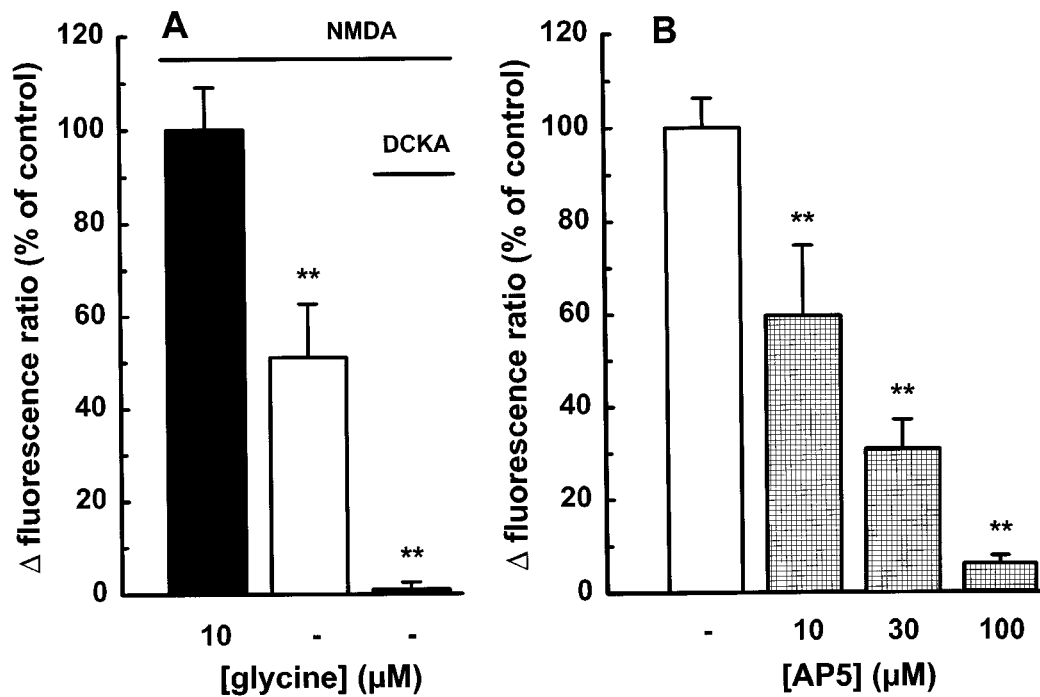 A
NMDA
DCKA
Δ fluorescence ratio (% of control)
120
100
80
60
40
20
0
**
**
10 - -
[glycine] (µM)
B
Δ fluorescence ratio (% of control)
120
100
80
60
40
20
0
**
**
**
- 10 30 100
[AP5] (µM)